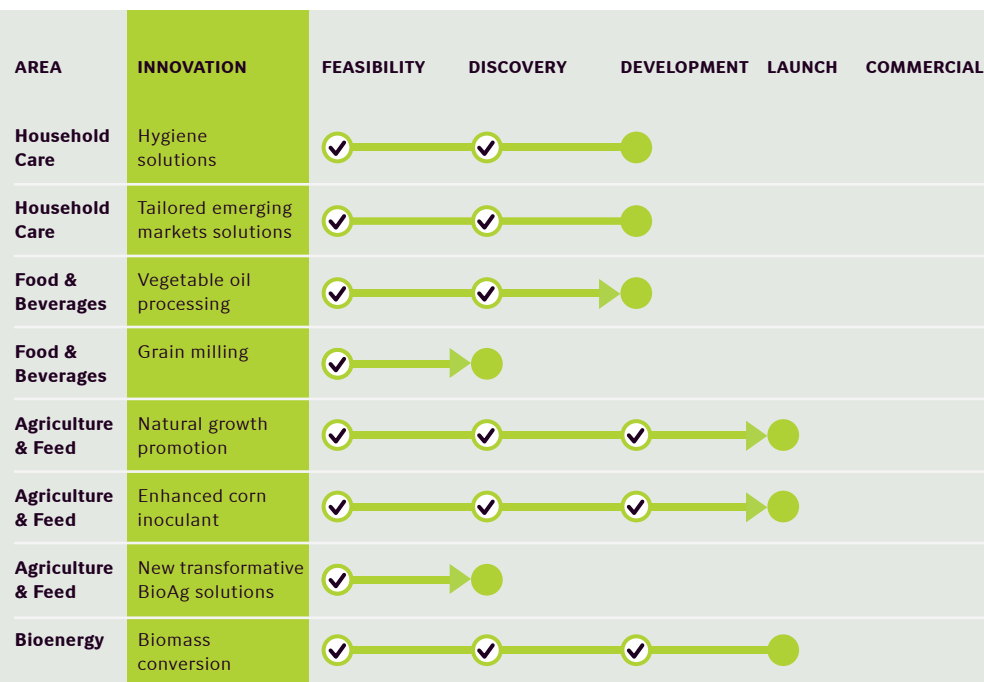 AREA INNOVATION FEASIBILITY DISCOVERY DEVELOPMENT LAUNCH COMMERCIAL
Household Hygiene
Care solutions
Household Tailored emerging
Care markets solutions
Food & Vegetable oil
Beverages processing
Food & Grain milling
Beverages
Agriculture Natural growth
& Feed promotion
Agriculture Enhanced corn
& Feed inoculant
Agriculture New transformative
& Feed BioAg solutions
Bioenergy Biomass
conversion